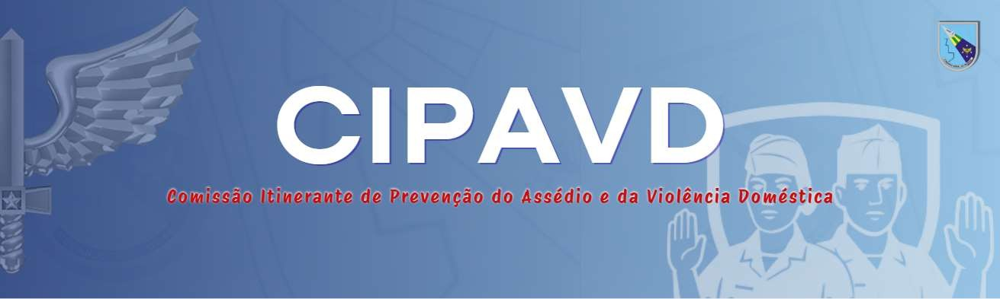 CIPAVD
Comissão Itinerante de Prevenção do Assédio e da Violência Doméstica